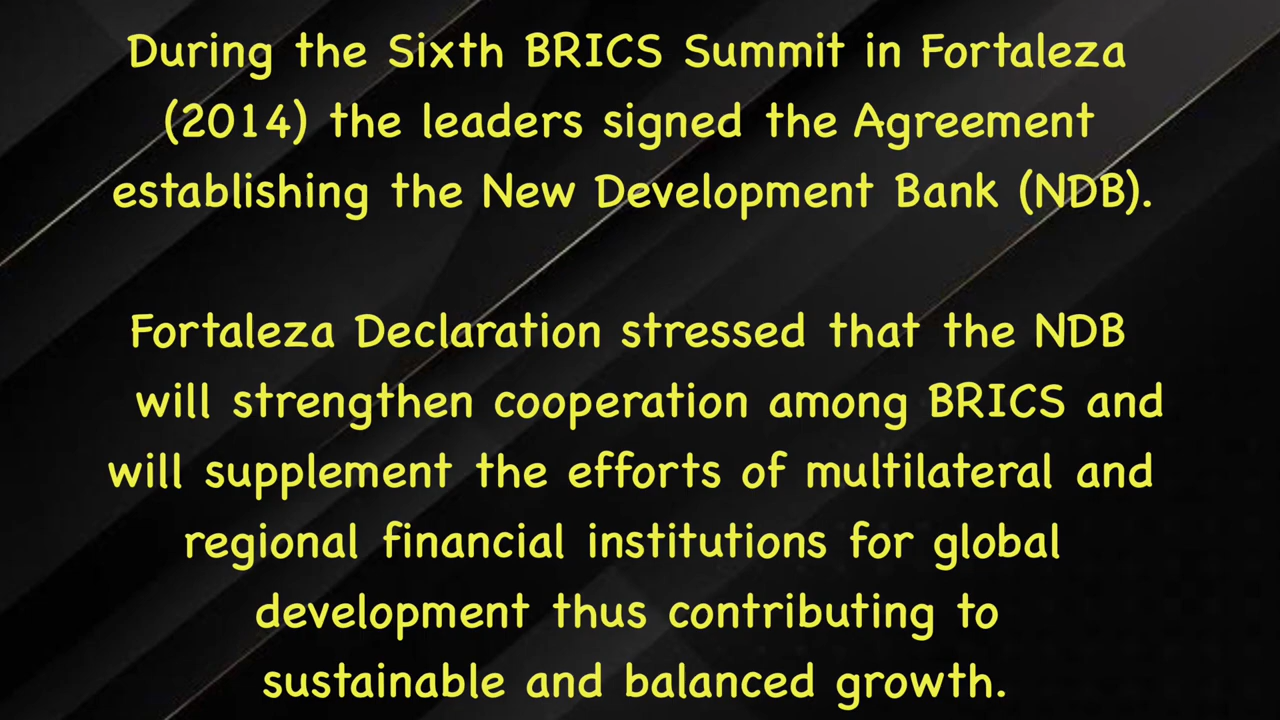 During the Sixth BRICS Summit in Fortaleza
(2014) the leaders signed the Agreement
establishing the New Development Bank (NDB).
Fortaleza Declaration stressed that the NDB
will strengthen cooperation among BRICS and
will supplement the efforts of multilateral and
regional financial institutions for global
development thus contributing to
sustainable and balanced growth.